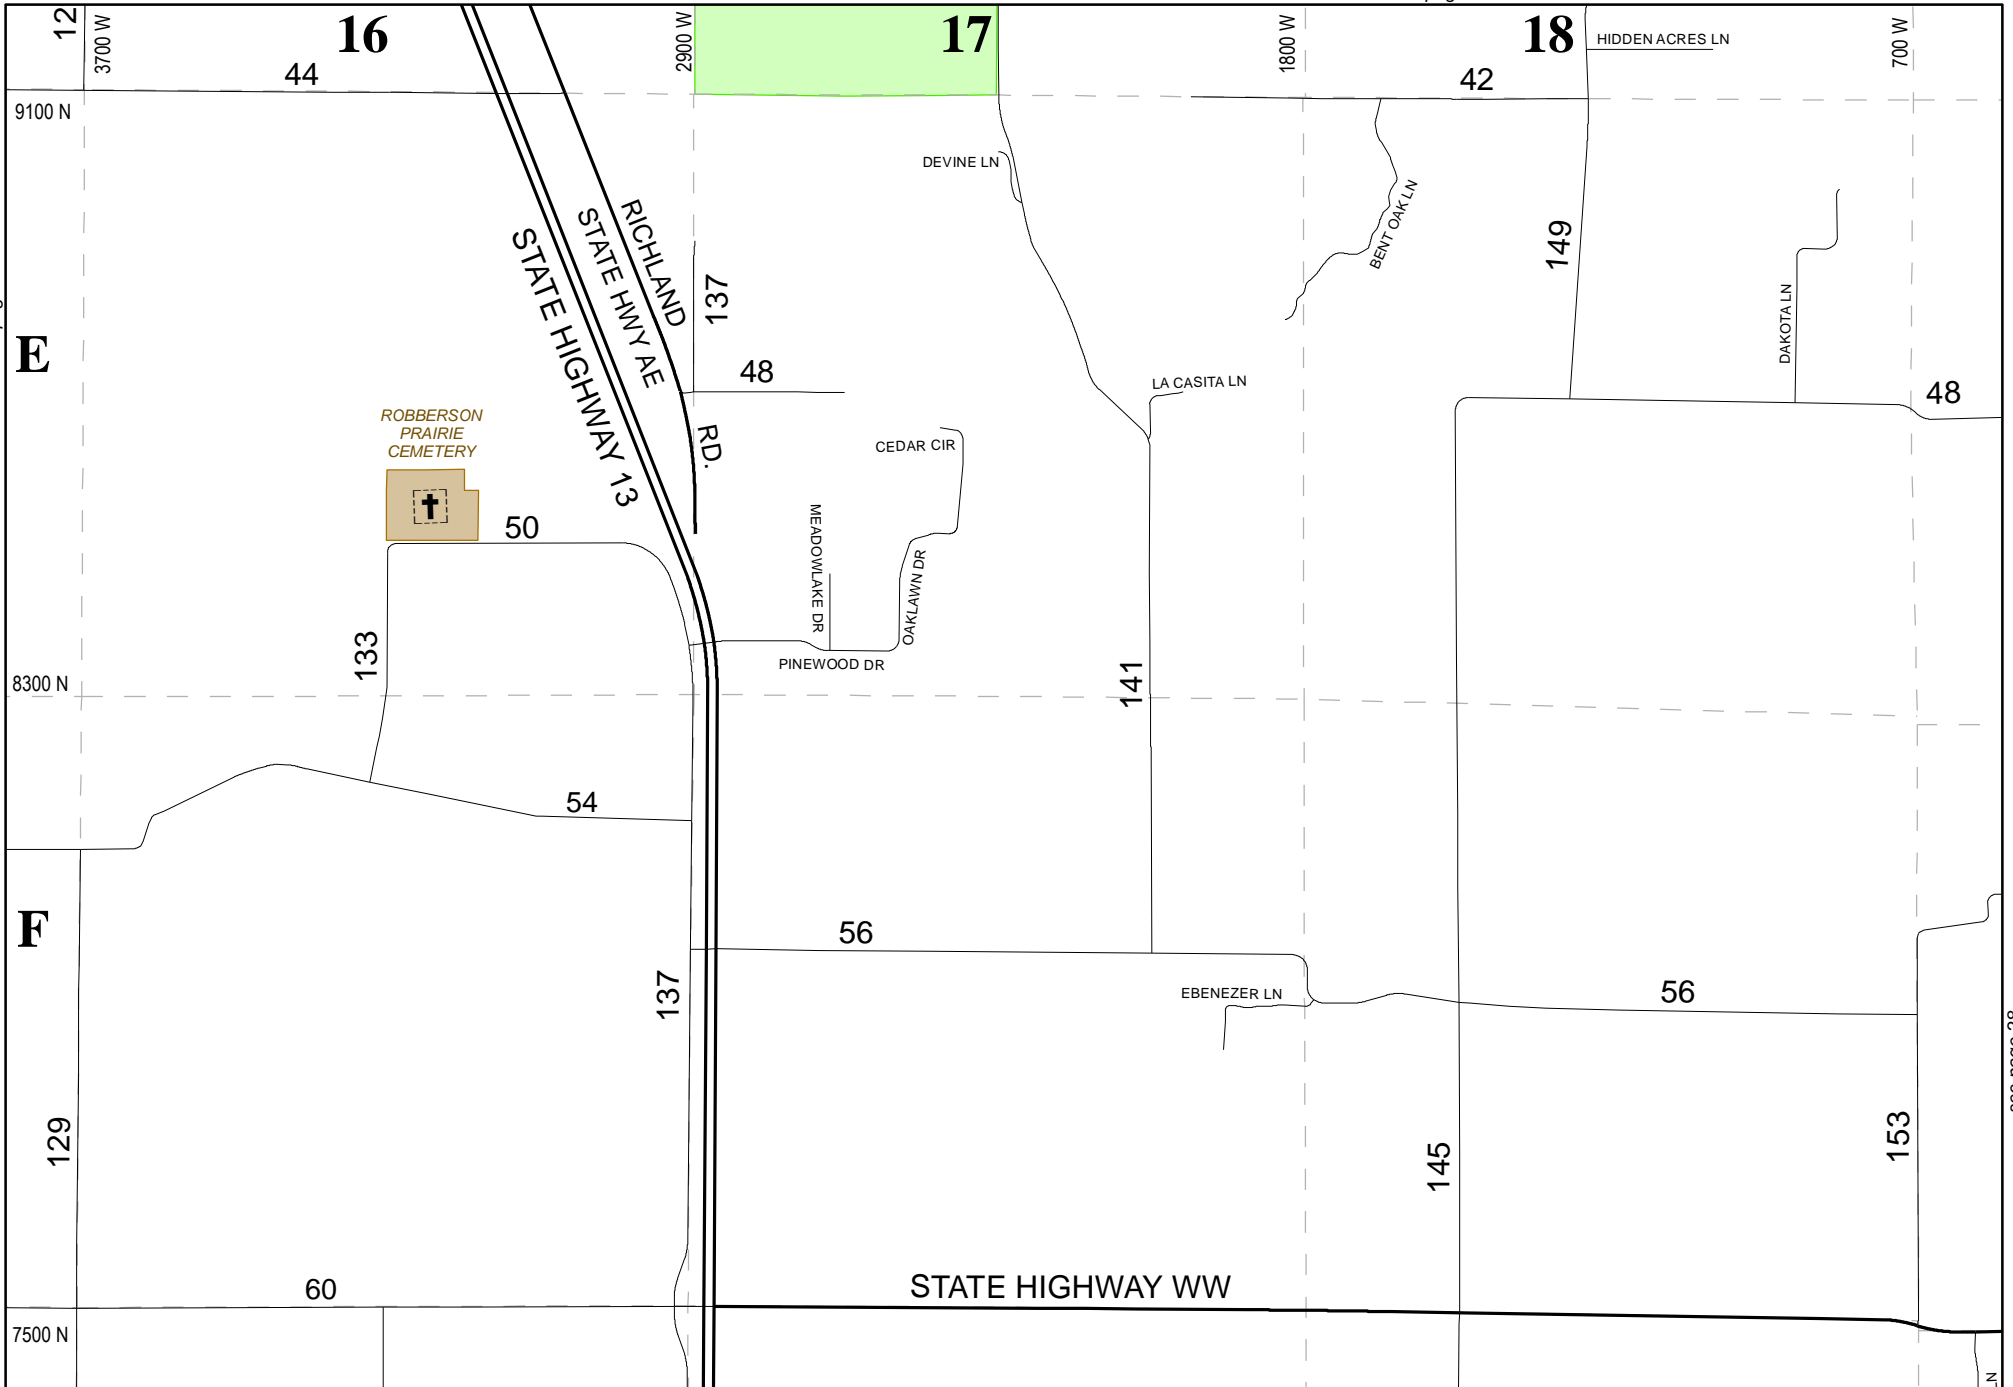 12
3700 W
16
2900 W
17
1800 W
18
HIDDEN ACRES LN
700 W
44
42
9100 N
DEVINE LN
BENT OAK LN
149
RICHLAND
RD.
STATE HWY AE
STATE HIGHWAY 13
137
DAKOTA LN
E
48
LA CASITA LN
48
ROBBERSON
PRAIRIE
CEMETERY
CEDAR CIR
50
MEADOWLAKE DR
OAKLAWN DR
133
PINEWOOD DR
141
8300 N
54
F
56
137
EBENEZER LN
56
129
145
153
60
STATE HIGHWAY WW
7500 N